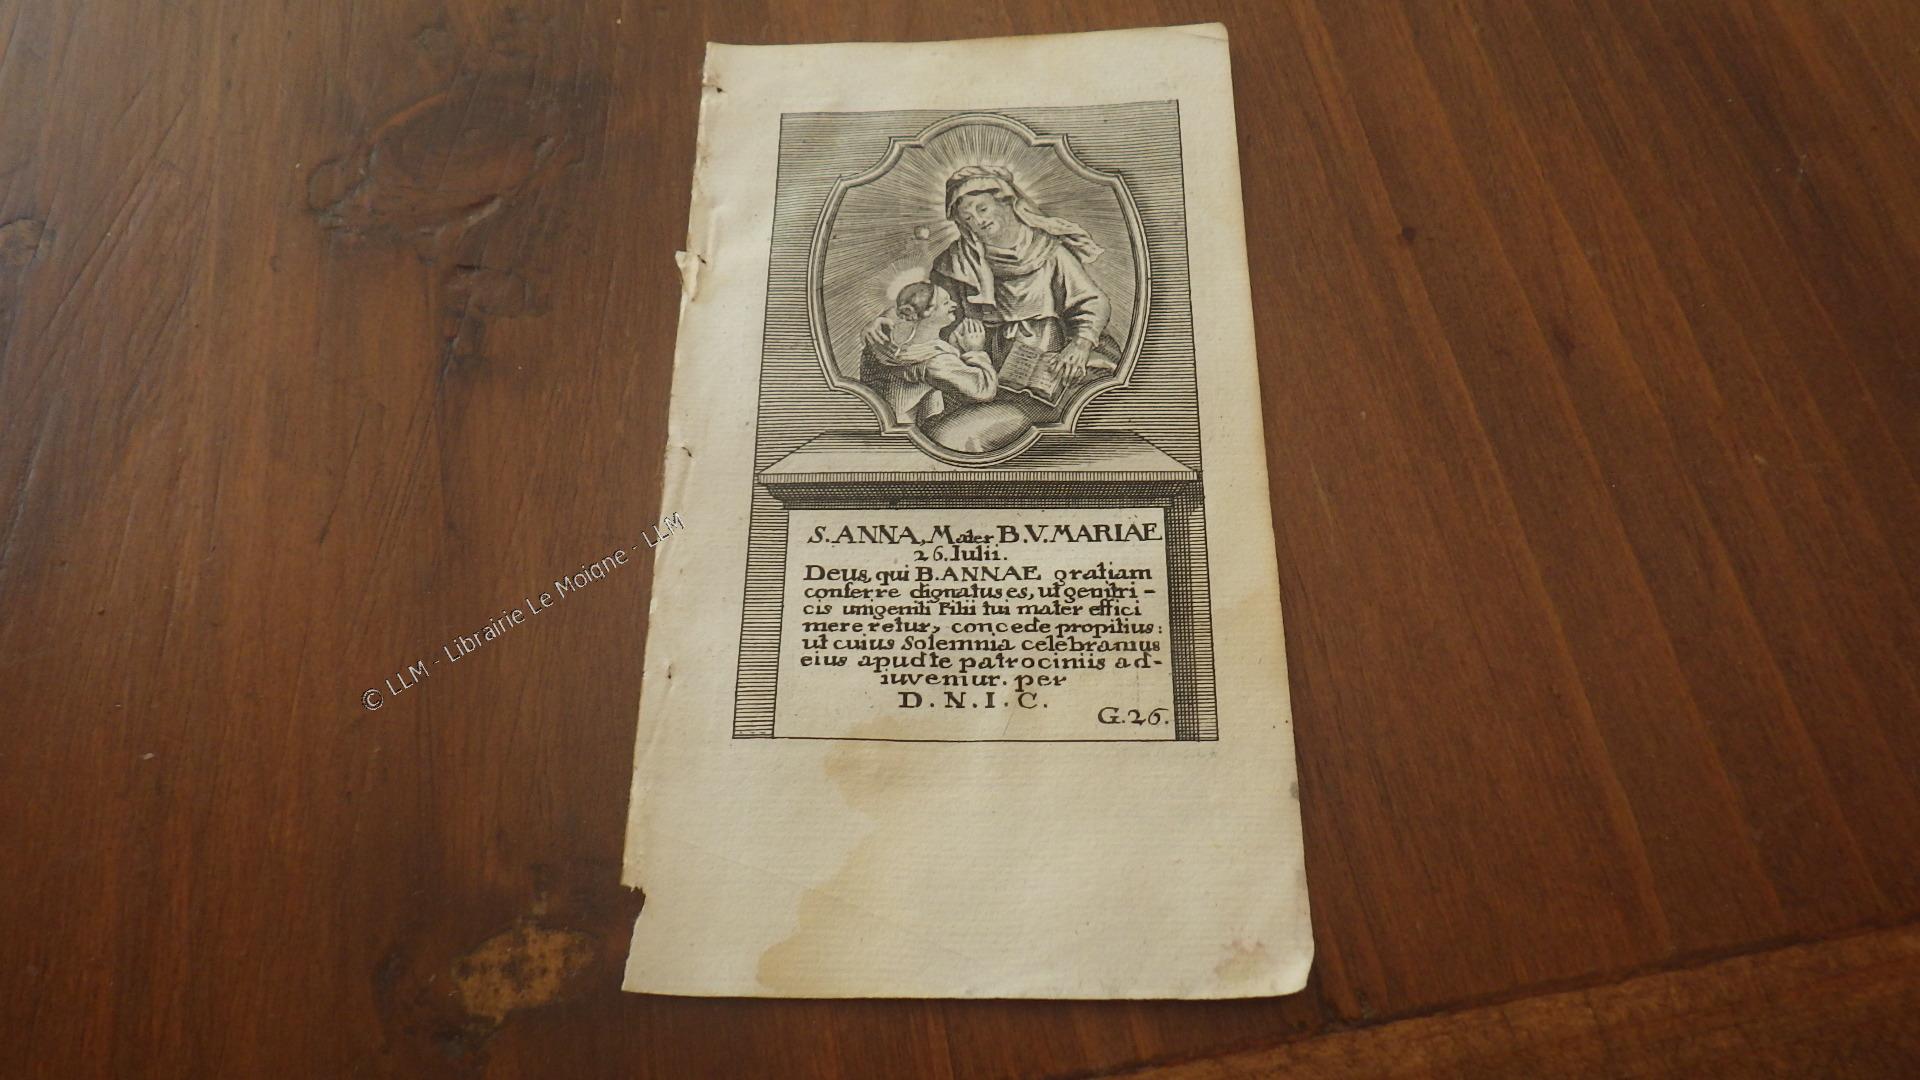 S. ANNA, Mater B.V. MARIAE
26. Iulii.
Deus, qui B. ANNAE gratiam
conferre dignatus es, ut genitri-
cis unigeniti Filii tui mater effici
mereretur, concede propitius:
ut cuius Solemnia celebramus
eius apud te patrociniis ad-
iuvemur. per
D. N. I. C.
G. 26.
© LLM - Librairie Le Moigne - LLM